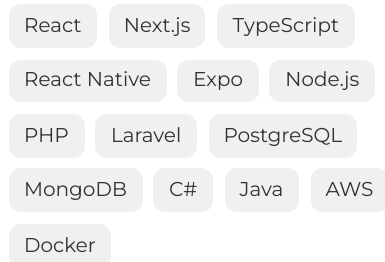 React Next.js TypeScript
React Native Expo Node.js
PHP Laravel PostgreSQL
MongoDB C# Java AWS
Docker